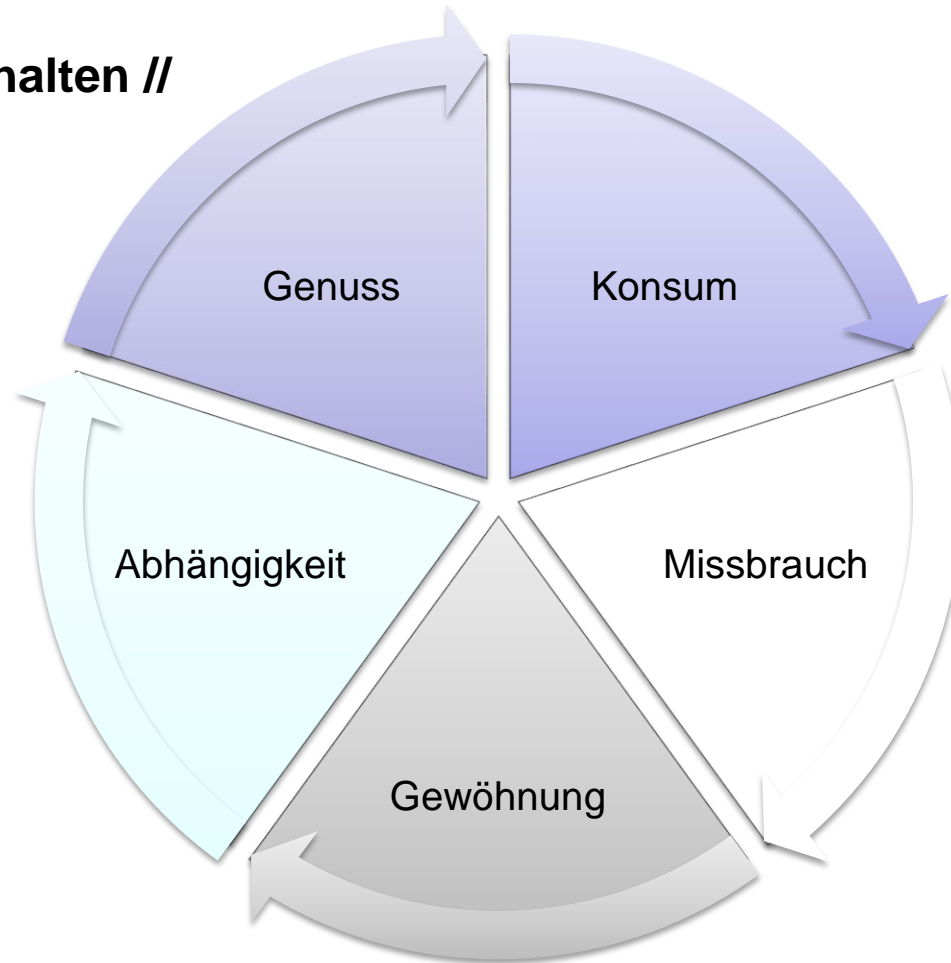 halten //
Genuss
Konsum
Abhängigkeit
Missbrauch
Gewöhnung